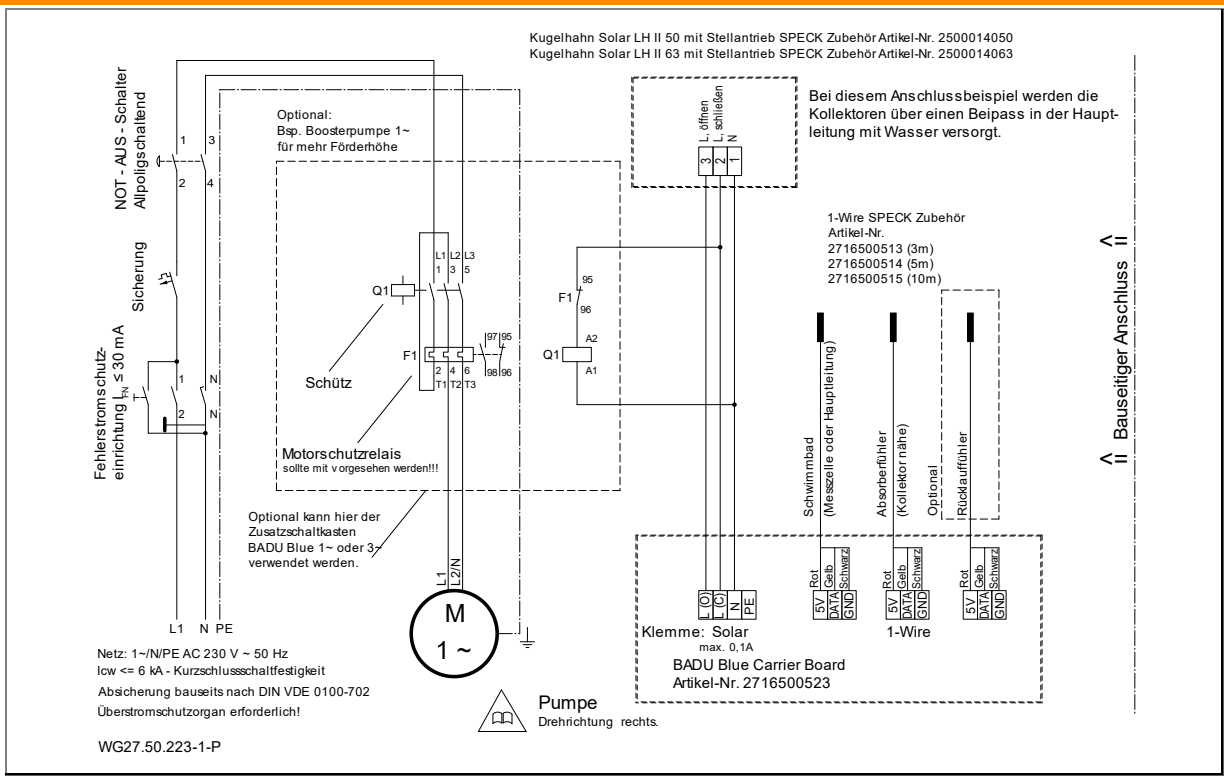 Kugelhahn Solar LH II 50 mit Stellantrieb SPECK Zubehör Artikel-Nr. 2500014050
Kugelhahn Solar LH II 63 mit Stellantrieb SPECK Zubehör Artikel-Nr. 2500014063
Bei diesem Anschlussbeispiel werden die
Kollektoren über einen Beipass in der Haupt-
leitung mit Wasser versorgt.
L, öffnen
L, schließen
N
3
2
1
NOT - AUS - Schalter
Allpoligschaltend
1
3
2
4
Optional:
Bsp. Boosterpumpe 1~
für mehr Förderhöhe
Sicherung
Fehlerstromschutz-
einrichtung I FN ≤ 30 mA
1
N
2
N
L1 L2 L3
1 3 5
Q1
F1
97 95
98 96
2 4 6
T1 T2 T3
Schütz
Motorschutzrelais
sollte mit vorgesehen werden!!!
Optional kann hier der
Zusatzschaltkasten
BADU Blue 1~ oder 3~
verwendet werden.
F1
95
96
A2
Q1
A1
1-Wire SPECK Zubehör
Artikel-Nr.
2716500513 (3m)
2716500514 (5m)
2716500515 (10m)
Schwimmbad
(Messzelle oder Hauptleitung)
Absorberfühler
(Kollektor nähe)
Optional
Rücklauffühler
<= Bauseitiger Anschluss <=
L1
L2/N
M
1 ~
L (O)
L (C)
N
PE
Rot
Gelb
Schwarz
5V
DATA
GND
Rot
Gelb
Schwarz
5V
DATA
GND
Rot
Gelb
Schwarz
5V
DATA
GND
Klemme: Solar
max. 0,1A
1-Wire
BADU Blue Carrier Board
Artikel-Nr. 2716500523
L1 N PE
Netz: 1~/N/PE AC 230 V ~ 50 Hz
Icw <= 6 kA - Kurzschlussschaltfestigkeit
Absicherung bauseits nach DIN VDE 0100-702
Überstromschutzorgan erforderlich!
Pumpe
Drehrichtung rechts.
WG27.50.223-1-P